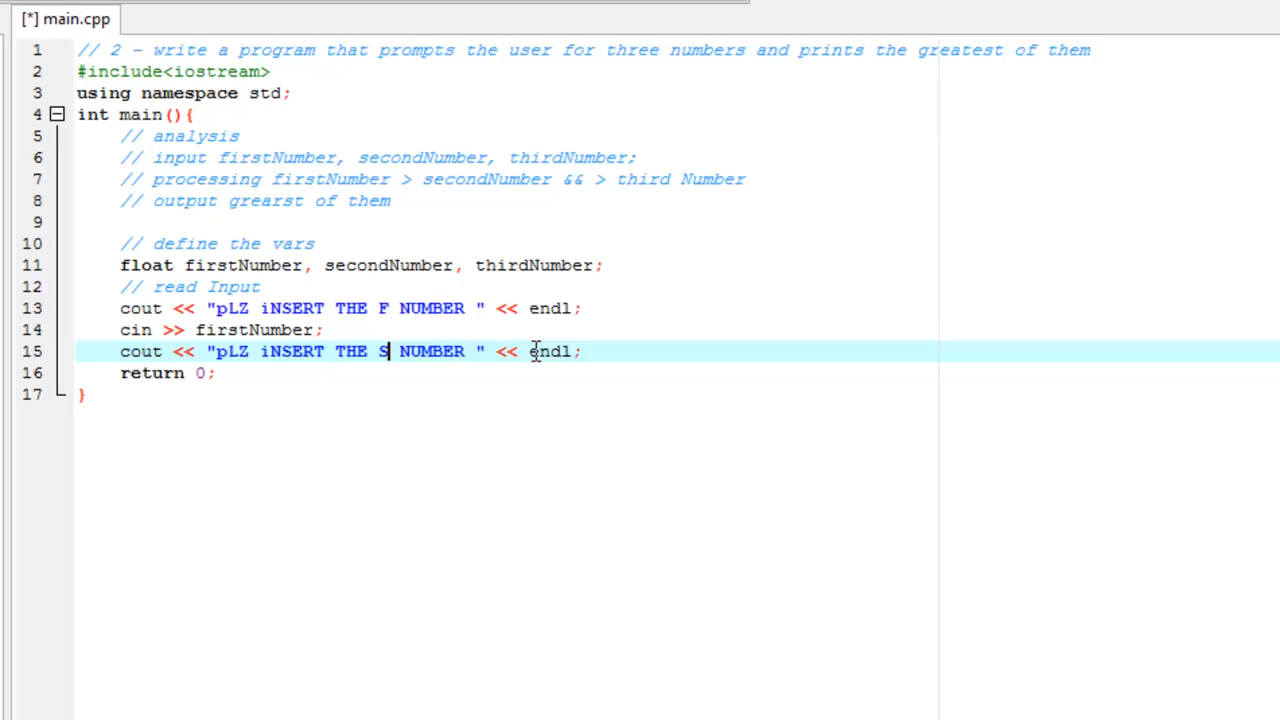 [*] main.cpp
1 // 2 - write a program that prompts the user for three numbers and prints the greatest of them
2 #include<iostream>
3 using namespace std;
4 int main(){
5 // analysis
6 // input firstNumber, secondNumber, thirdNumber;
7 // processing firstNumber > secondNumber && > third Number
8 // output grearst of them
9
10 // define the vars
11 float firstNumber, secondNumber, thirdNumber;
12 // read Input
13 cout << "pLZ iNSERT THE F NUMBER " << endl;
14 cin >> firstNumber;
15 cout << "pLZ iNSERT THE S NUMBER " << endl;
16 return 0;
17 }